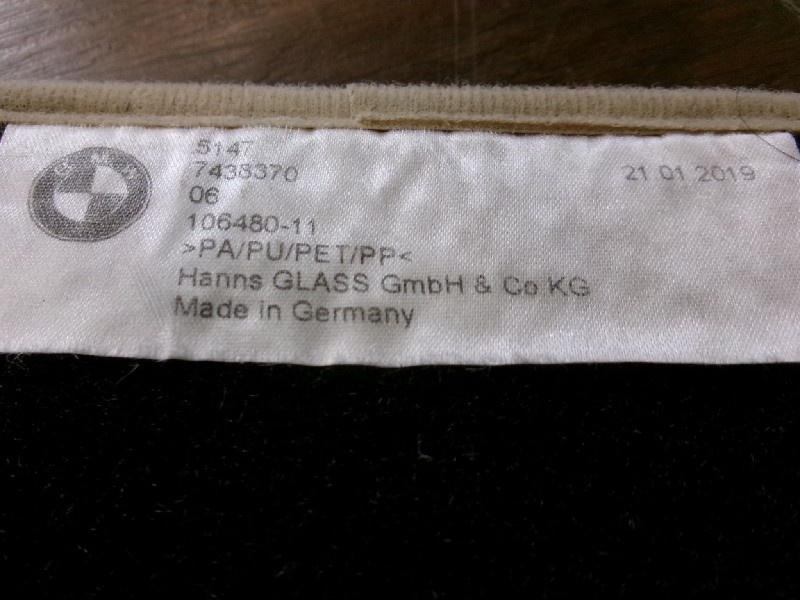 BMW
5147
7438370
21 01 2019
06
106480-11
>PA/PU/PET/PP<
Hanns GLASS GmbH & Co KG
Made in Germany